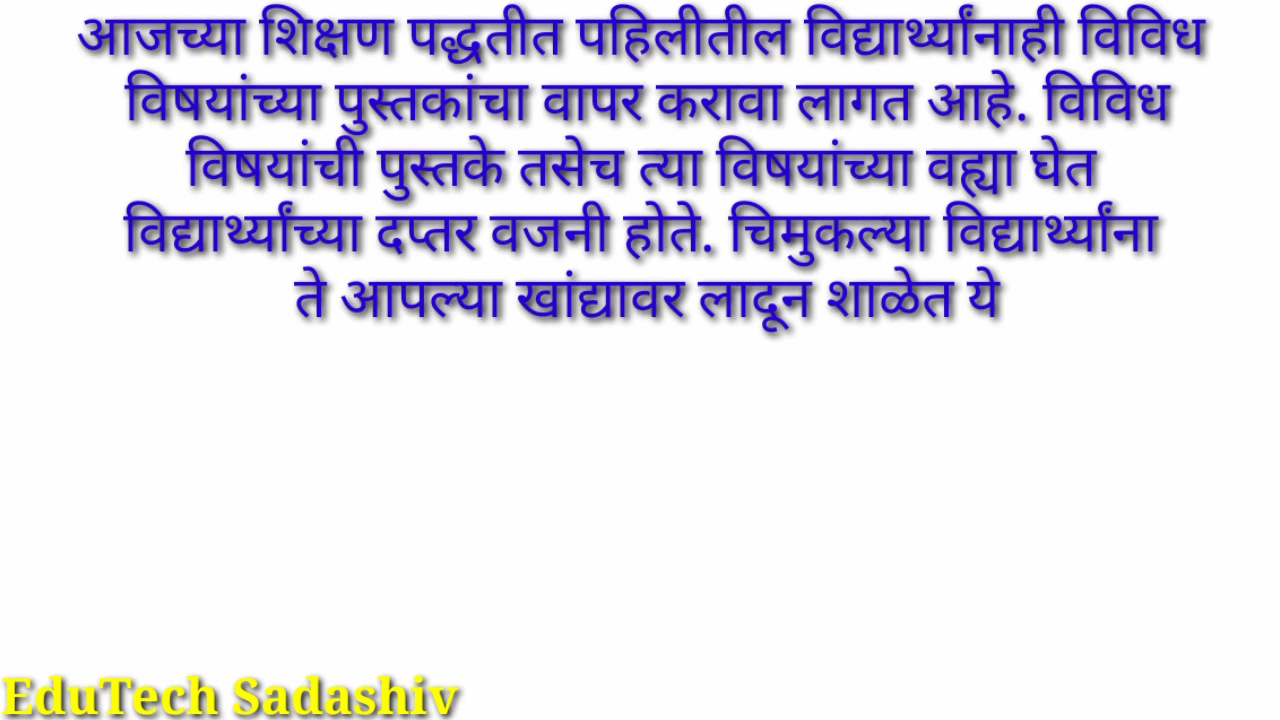 आजच्या शिक्षण पद्धतीत पहिलीतील विद्यार्थ्यांनाही विविध
विषयांच्या पुस्तकांचा वापर करावा लागत आहे. विविध
विषयांची पुस्तके तसेच त्या विषयांच्या वह्या घेत
विद्यार्थ्यांच्या दप्तर वजनी होते. चिमुकल्या विद्यार्थ्यांना
ते आपल्या खांद्यावर लादून शाळेत ये
EduTech Sadashiv